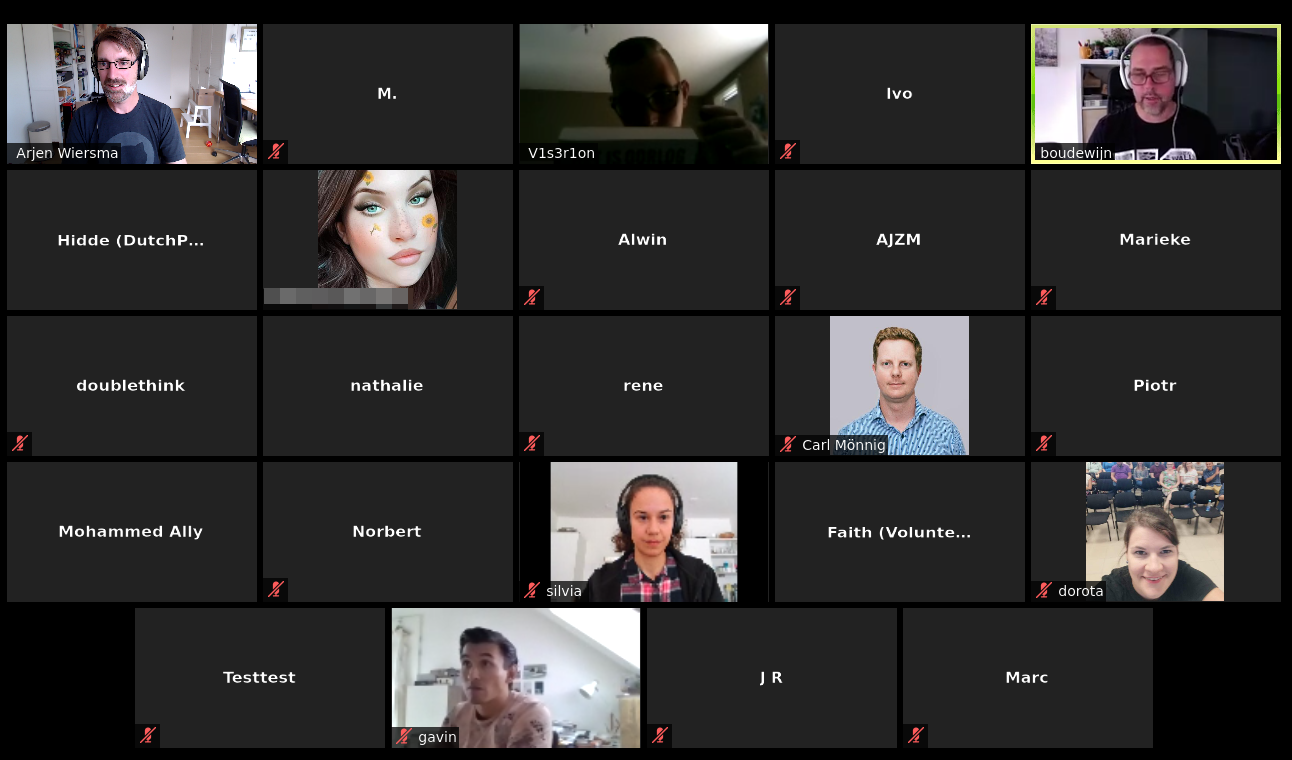 Arjen Wiersma
M.
V1s3r1on
Ivo
boudewijn
Hidde (DutchP...
Alwin
AJZM
Marieke
doublethink
nathalie
rene
Carl Mönnig
Piotr
Mohammed Ally
Norbert
silvia
Faith (Volunte...
dorota
Testtest
gavin
J R
Marc